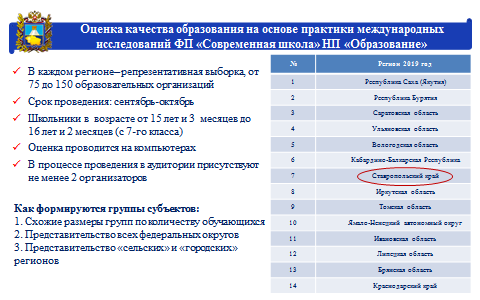 Оценка качества образования на основе практики международных
исследований ФП «Современная школа» НП «Образование»
В каждом регионе–репрезентативная выборка, от
75 до 150 образовательных организаций
Срок проведения: сентябрь-октябрь
Школьники в возрасте от 15 лет и 3 месяцев до
16 лет и 2 месяцев (с 7-го класса)
Оценка проводится на компьютерах
В процессе проведения в аудитории присутствуют
не менее 2 организаторов
Как формируются группы субъектов:
1. Схожие размеры групп по количеству обучающихся
2. Представительство всех федеральных округов
3. Представительство «сельских» и «городских»
регионов
№ Регион 2019 год
1 Республика Саха (Якутия)
2 Республика Бурятия
3 Саратовская область
4 Ульяновская область
5 Вологодская область
6 Кабардино-Балкарская Республика
7 Ставропольский край
8 Иркутская область
9 Томская область
10 Ямало-Ненецкий автономный округ
11 Ивановская область
12 Липецкая область
13 Брянская область
14 Краснодарский край